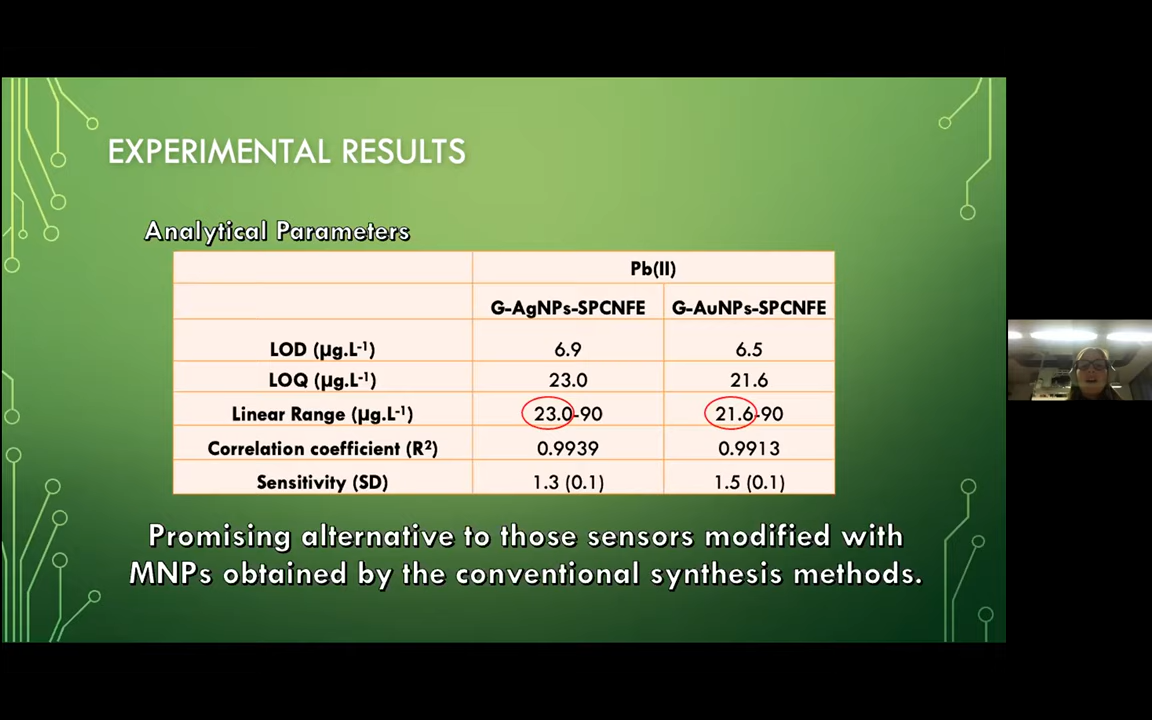 EXPERIMENTAL RESULTS
Analytical Parameters
Pb(II)
G-AgNPs-SPCNFE G-AuNPs-SPCNFE
LOD (µg.L⁻¹) 6.9 6.5
LOQ (µg.L⁻¹) 23.0 21.6
Linear Range (µg.L⁻¹) 23.0-90 21.6-90
Correlation coefficient (R²) 0.9939 0.9913
Sensitivity (SD) 1.3 (0.1) 1.5 (0.1)
Promising alternative to those sensors modified with
MNPs obtained by the conventional synthesis methods.